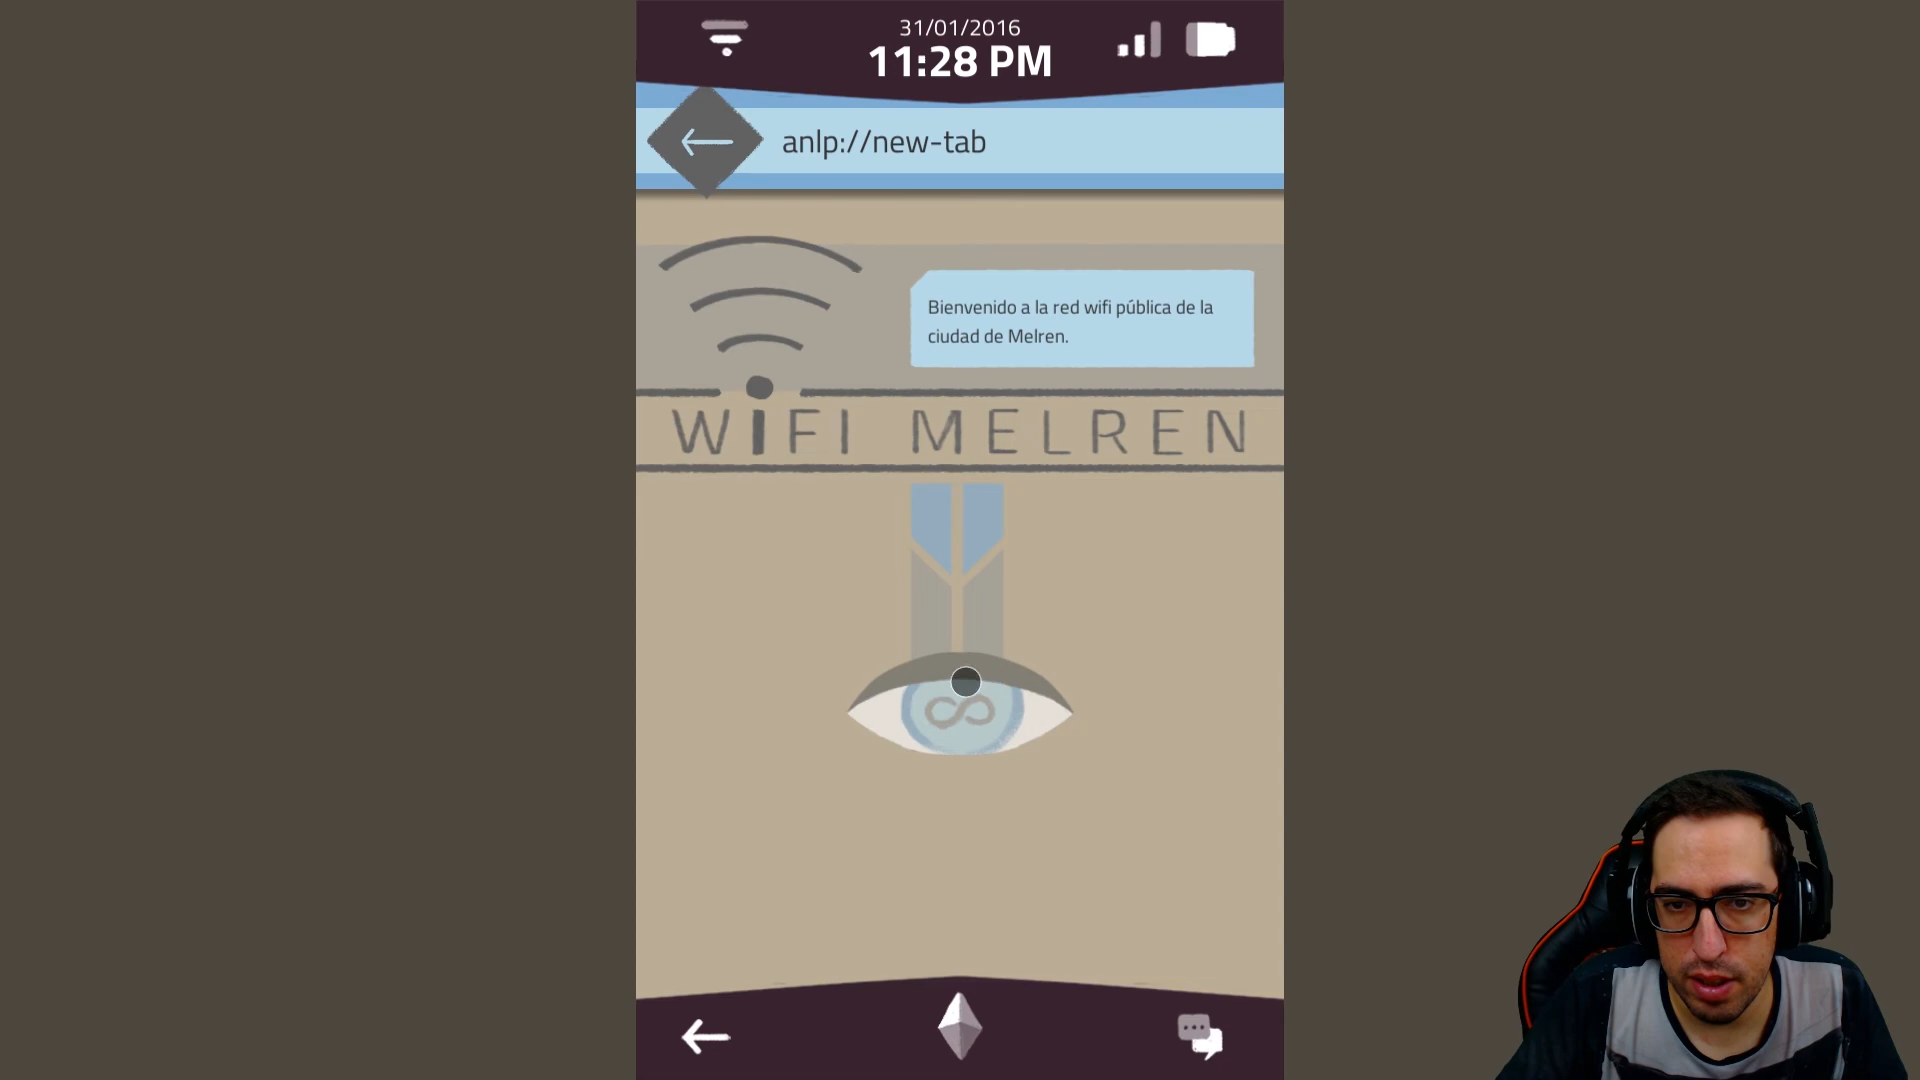 31/01/2016
11:28 PM
anlp://new-tab
Bienvenido a la red wifi pública de la
ciudad de Melren.
WiFI MELREN